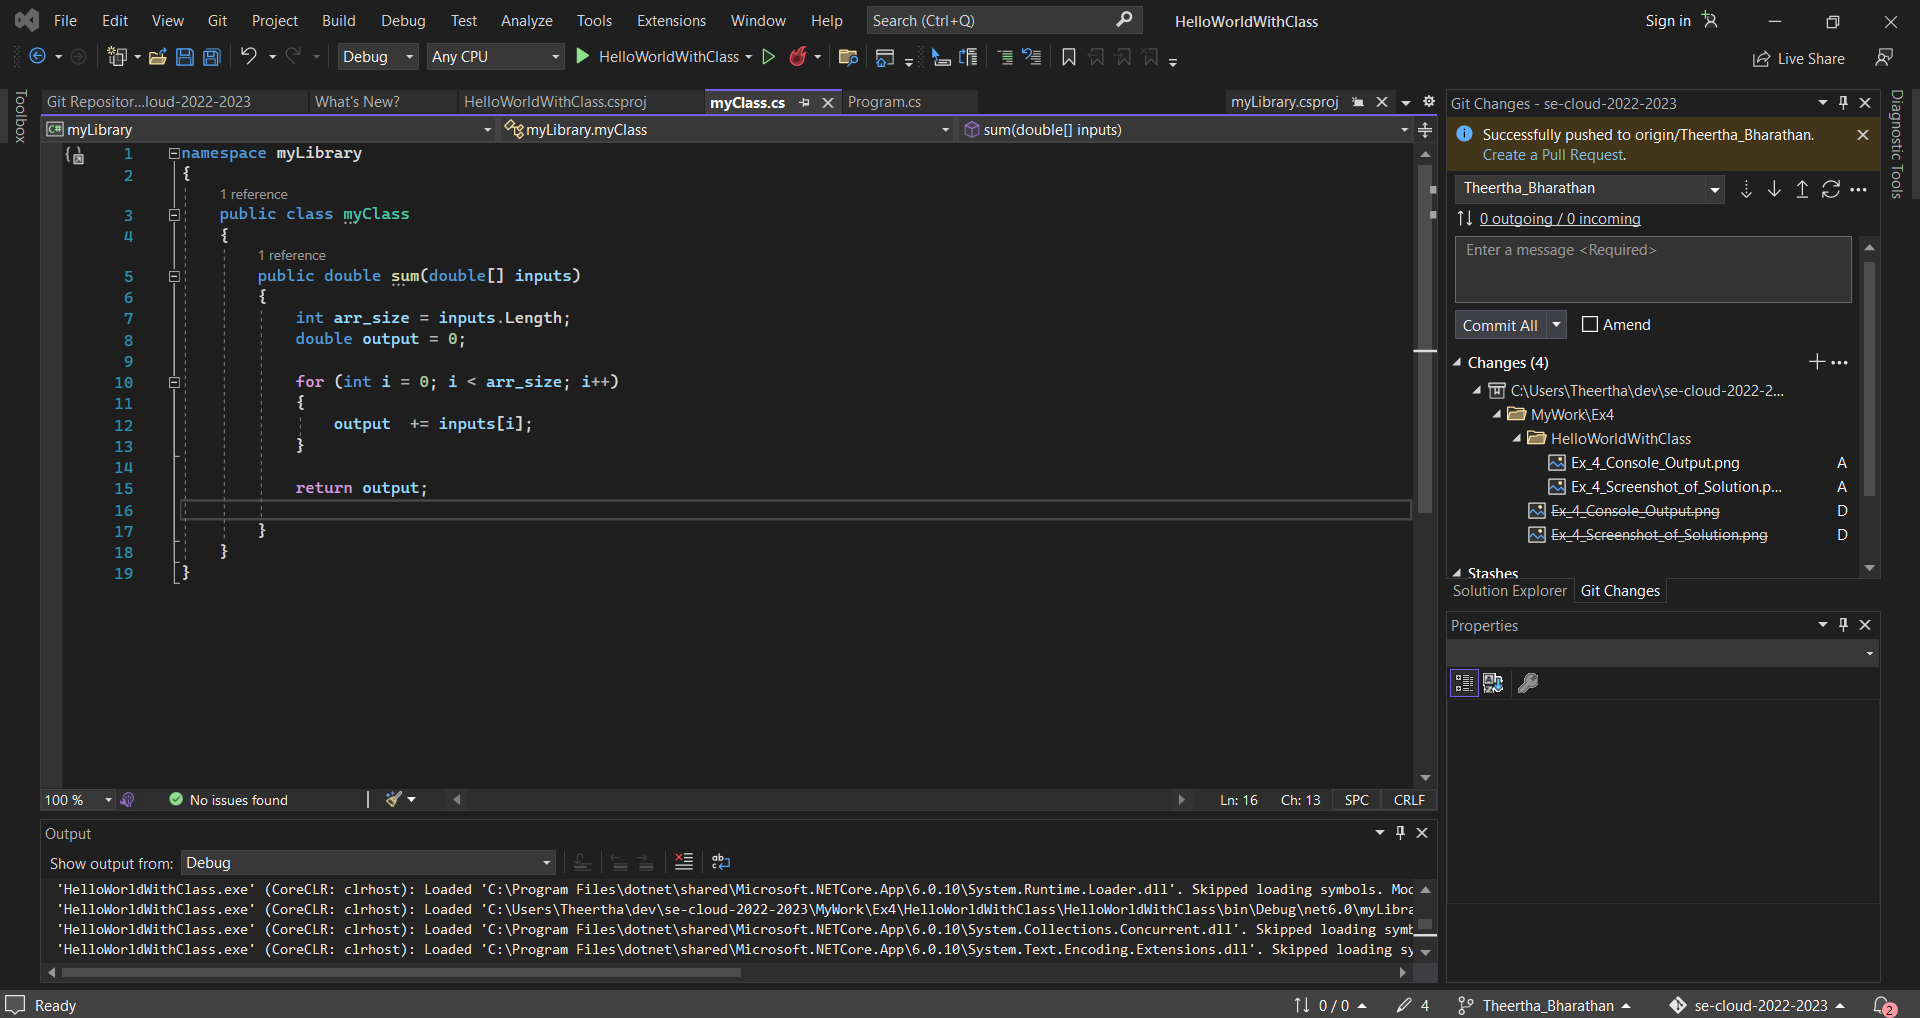 File Edit View Git Project Build Debug Test Analyze Tools Extensions Window Help Search (Ctrl+Q) HelloWorldWithClass Sign in
Debug Any CPU HelloWorldWithClass Live Share
Toolbox
Git Repositor...loud-2022-2023 What's New? HelloWorldWithClass.csproj myClass.cs Program.cs myLibrary.csproj
C# myLibrary myLibrary.myClass sum(double[] inputs)
1 namespace myLibrary
2 {
1 reference
3 public class myClass
4 {
1 reference
5 public double sum(double[] inputs)
6 {
7 int arr_size = inputs.Length;
8 double output = 0;
9
10 for (int i = 0; i < arr_size; i++)
11 {
12 output  += inputs[i];
13 }
14
15 return output;
16
17 }
18 }
19 }
100 % No issues found Ln: 16 Ch: 13 SPC CRLF
Output
Show output from: Debug
'HelloWorldWithClass.exe' (CoreCLR: clrhost): Loaded 'C:\Program Files\dotnet\shared\Microsoft.NETCore.App\6.0.10\System.Runtime.Loader.dll'. Skipped loading symbols. Mod
'HelloWorldWithClass.exe' (CoreCLR: clrhost): Loaded 'C:\Users\Theertha\dev\se-cloud-2022-2023\MyWork\Ex4\HelloWorldWithClass\HelloWorldWithClass\bin\Debug\net6.0\myLibra
'HelloWorldWithClass.exe' (CoreCLR: clrhost): Loaded 'C:\Program Files\dotnet\shared\Microsoft.NETCore.App\6.0.10\System.Collections.Concurrent.dll'. Skipped loading symb
'HelloWorldWithClass.exe' (CoreCLR: clrhost): Loaded 'C:\Program Files\dotnet\shared\Microsoft.NETCore.App\6.0.10\System.Text.Encoding.Extensions.dll'. Skipped loading sy
Git Changes - se-cloud-2022-2023
Successfully pushed to origin/Theertha_Bharathan.
Create a Pull Request.
Theertha_Bharathan
0 outgoing / 0 incoming
Enter a message <Required>
Commit All Amend
Changes (4)
C:\Users\Theertha\dev\se-cloud-2022-2...
MyWork\Ex4
HelloWorldWithClass
Ex_4_Console_Output.png A
Ex_4_Screenshot_of_Solution.p... A
Ex_4_Console_Output.png D
Ex_4_Screenshot_of_Solution.png D
Stashes
Solution Explorer Git Changes
Properties
Diagnostic Tools
Ready 0 / 0 4 Theertha_Bharathan se-cloud-2022-2023 2